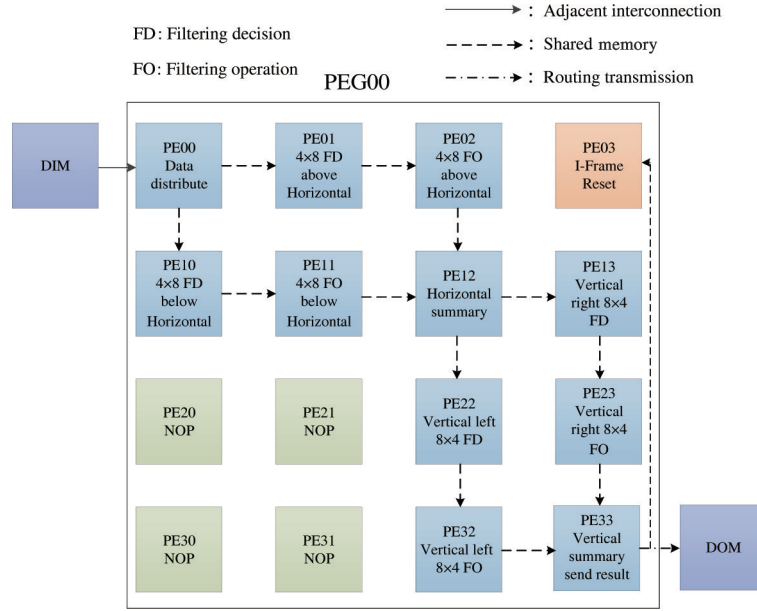 FD: Filtering decision
FO: Filtering operation
: Adjacent interconnection
: Shared memory
: Routing transmission
PEG00
DIM
PE00
Data
distribute
PE01
4×8 FD
above
Horizontal
PE02
4×8 FO
above
Horizontal
PE03
I-Frame
Reset
PE10
4×8 FD
below
Horizontal
PE11
4×8 FO
below
Horizontal
PE12
Horizontal
summary
PE13
Vertical
right 8×4
FD
PE20
NOP
PE21
NOP
PE22
Vertical left
8×4 FD
PE23
Vertical
right 8×4
FO
PE30
NOP
PE31
NOP
PE32
Vertical left
8×4 FO
PE33
Vertical
summary
send result
DOM